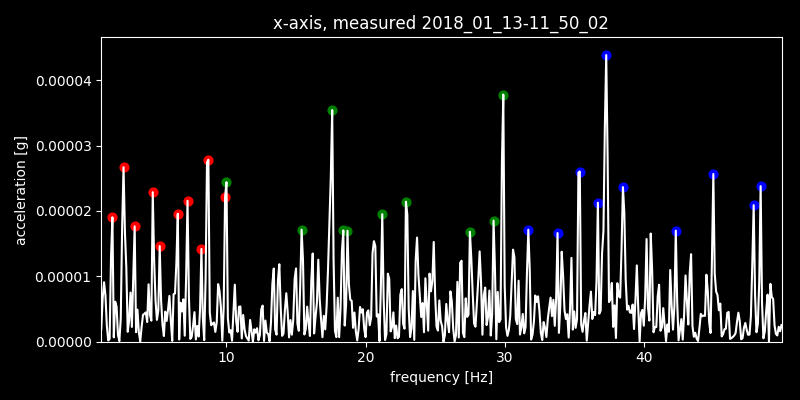 x-axis, measured 2018_01_13-11_50_02
0.00004
0.00003
0.00002
0.00001
0.00000
acceleration [g]
10 20 30 40
frequency [Hz]